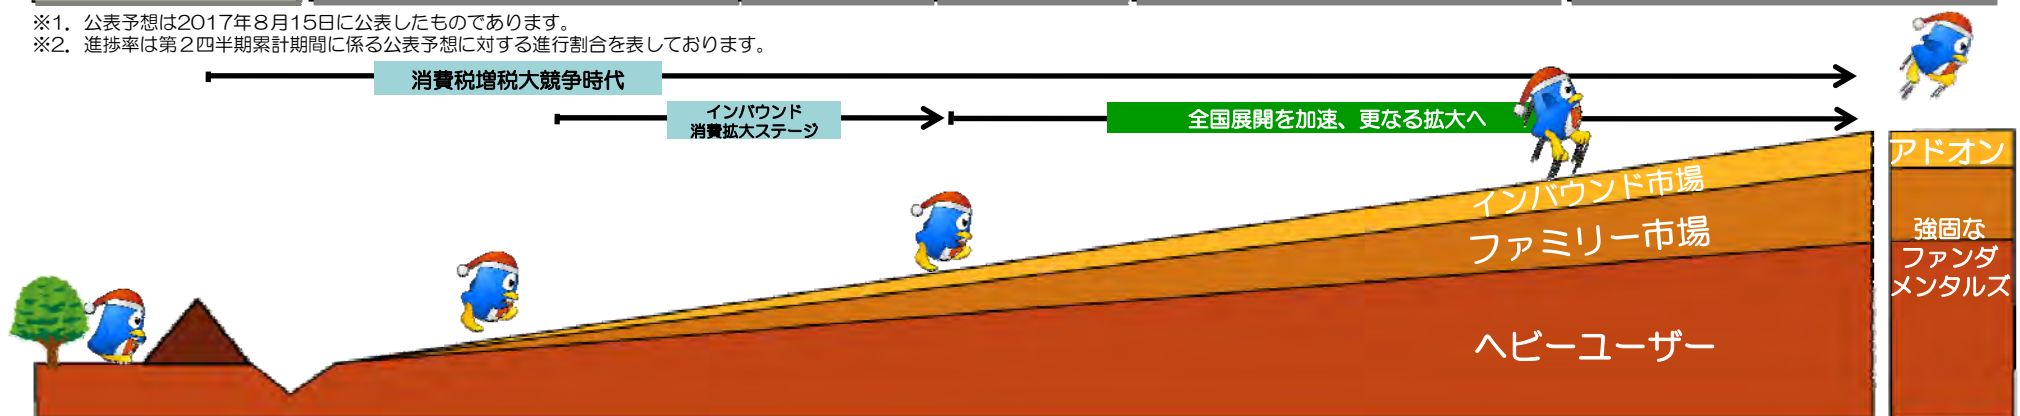 ※1．公表予想は2017年８月15日に公表したものであります。
※2．進捗率は第２四半期累計期間に係る公表予想に対する進行割合を表しております。
消費税増税大競争時代
インバウンド
消費拡大ステージ
全国展開を加速、更なる拡大へ
アドオン
インバウンド市場
ファミリー市場
強固な
ファンダ
メンタルズ
ヘビーユーザー